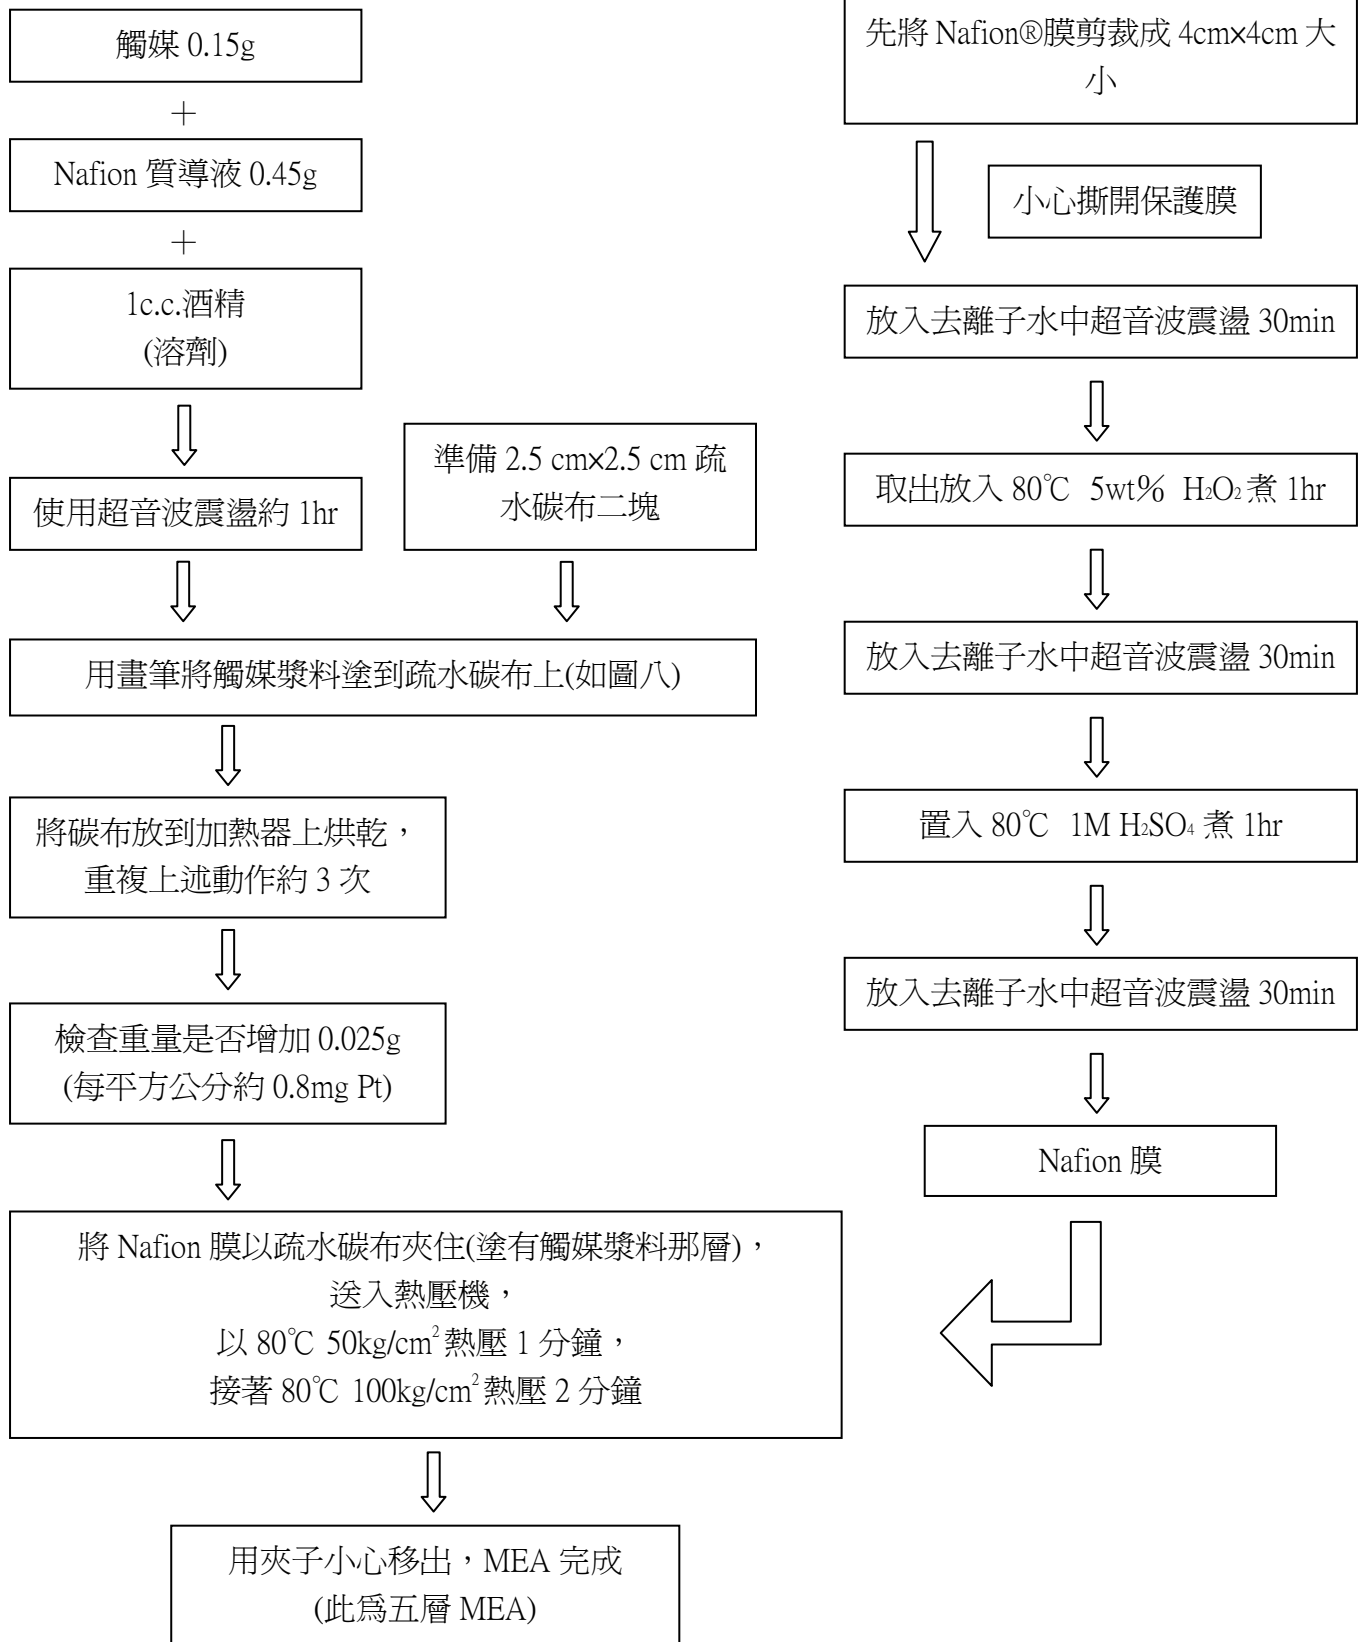 觸媒 0.15g
＋
Nafion 質導液 0.45g
＋
1c.c.酒精
(溶劑)
使用超音波震盪約 1hr
準備 2.5 cm×2.5 cm 疏
水碳布二塊
用畫筆將觸媒漿料塗到疏水碳布上(如圖八)
將碳布放到加熱器上烘乾，
重複上述動作約 3 次
檢查重量是否增加 0.025g
(每平方公分約 0.8mg Pt)
先將 Nafion®膜剪裁成 4cm×4cm 大
小
小心撕開保護膜
放入去離子水中超音波震盪 30min
取出放入 80℃ 5wt% H₂O₂ 煮 1hr
放入去離子水中超音波震盪 30min
置入 80℃ 1M H₂SO₄ 煮 1hr
放入去離子水中超音波震盪 30min
Nafion 膜
將 Nafion 膜以疏水碳布夾住(塗有觸媒漿料那層)，
送入熱壓機，
以 80℃ 50kg/cm² 熱壓 1 分鐘，
接著 80℃ 100kg/cm² 熱壓 2 分鐘
用夾子小心移出，MEA 完成
(此為五層 MEA)